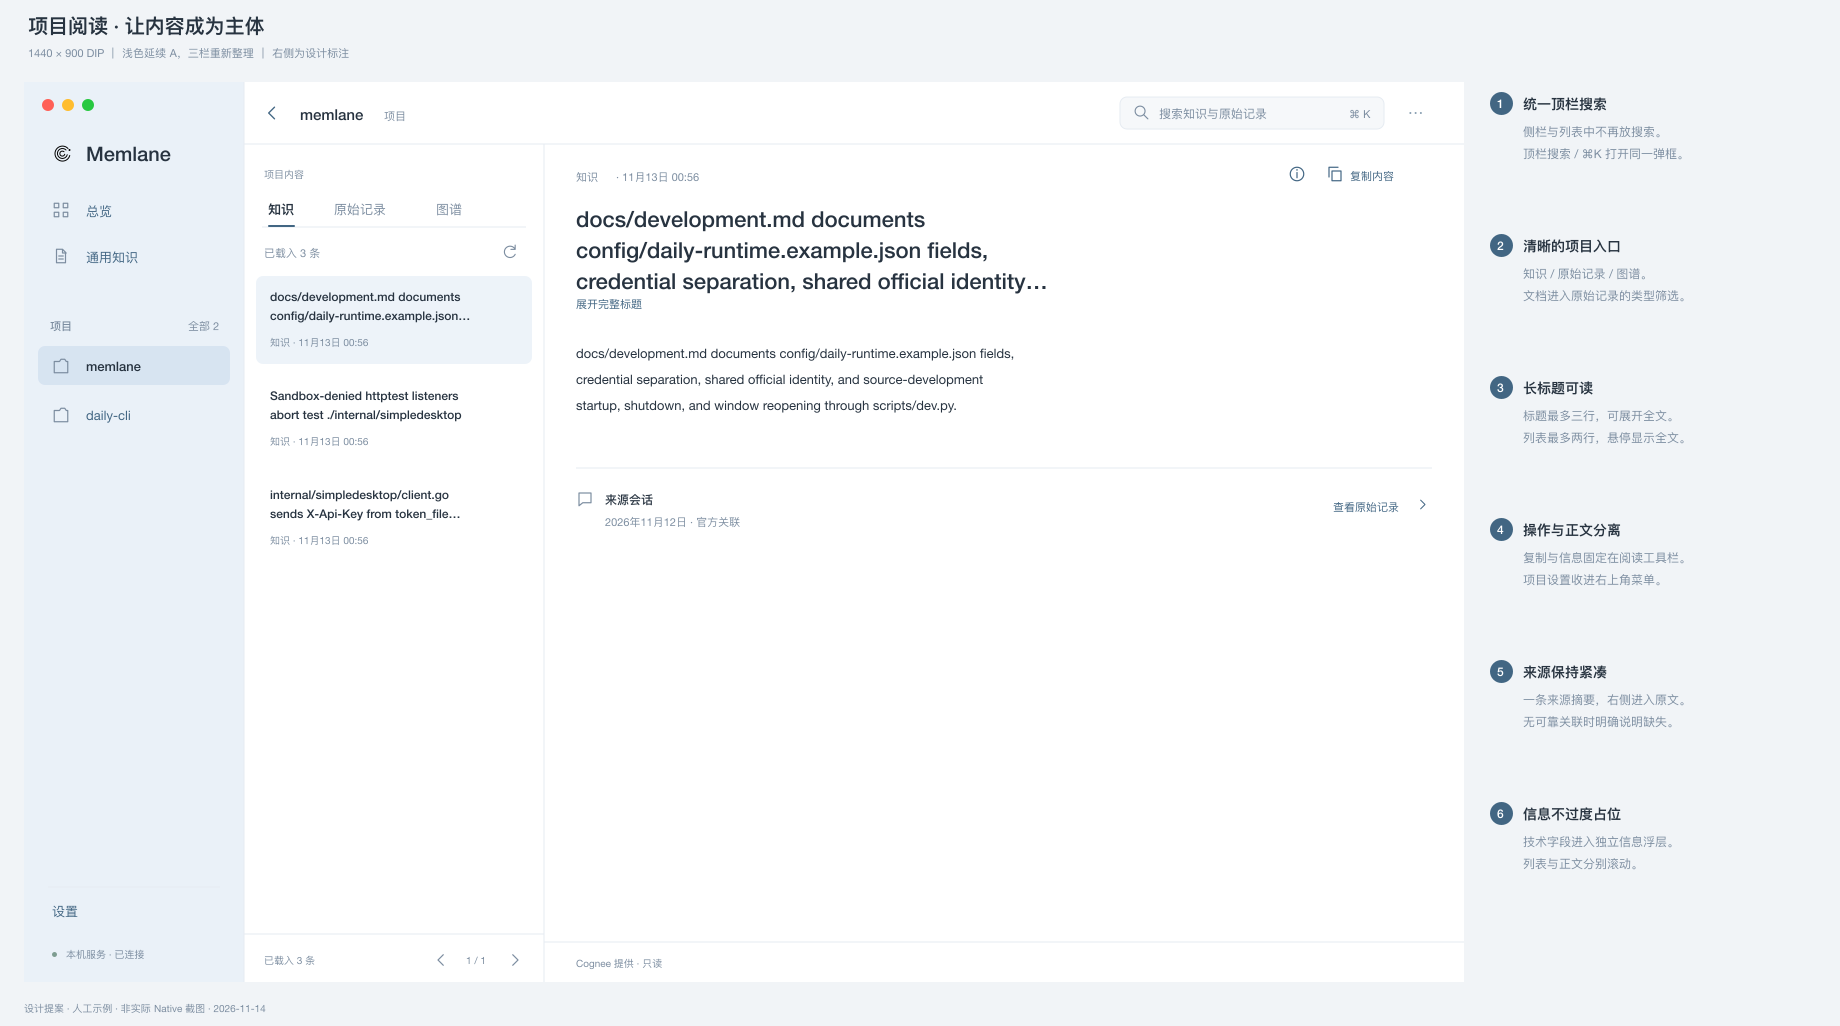 项目阅读 · 让内容成为主体
1440 × 900 DIP | 浅色延续 A，三栏重新整理 | 右侧为设计标注
Memlane
总览
通用知识
项目
全部 2
memlane
daily-cli
设置
本机服务 · 已连接
memlane
项目
搜索知识与原始记录
⌘ K
···
项目内容
知识
原始记录
图谱
已载入 3 条
docs/development.md documents
config/daily-runtime.example.json...
知识 · 11月13日 00:56
Sandbox-denied httptest listeners
abort test ./internal/simpledesktop
知识 · 11月13日 00:56
internal/simpledesktop/client.go
sends X-Api-Key from token_file...
知识 · 11月13日 00:56
已载入 3 条
1 / 1
知识 · 11月13日 00:56
复制内容
docs/development.md documents
config/daily-runtime.example.json fields,
credential separation, shared official identity...
展开完整标题
docs/development.md documents config/daily-runtime.example.json fields,
credential separation, shared official identity, and source-development
startup, shutdown, and window reopening through scripts/dev.py.
来源会话
2026年11月12日 · 官方关联
查看原始记录
Cognee 提供 · 只读
1 统一顶栏搜索
侧栏与列表中不再放搜索。
顶栏搜索 / ⌘K 打开同一弹框。
2 清晰的项目入口
知识 / 原始记录 / 图谱。
文档进入原始记录的类型筛选。
3 长标题可读
标题最多三行，可展开全文。
列表最多两行，悬停显示全文。
4 操作与正文分离
复制与信息固定在阅读工具栏。
项目设置收进右上角菜单。
5 来源保持紧凑
一条来源摘要，右侧进入原文。
无可靠关联时明确说明缺失。
6 信息不过度占位
技术字段进入独立信息浮层。
列表与正文分别滚动。
设计提案 · 人工示例 · 非实际 Native 截图 · 2026-11-14